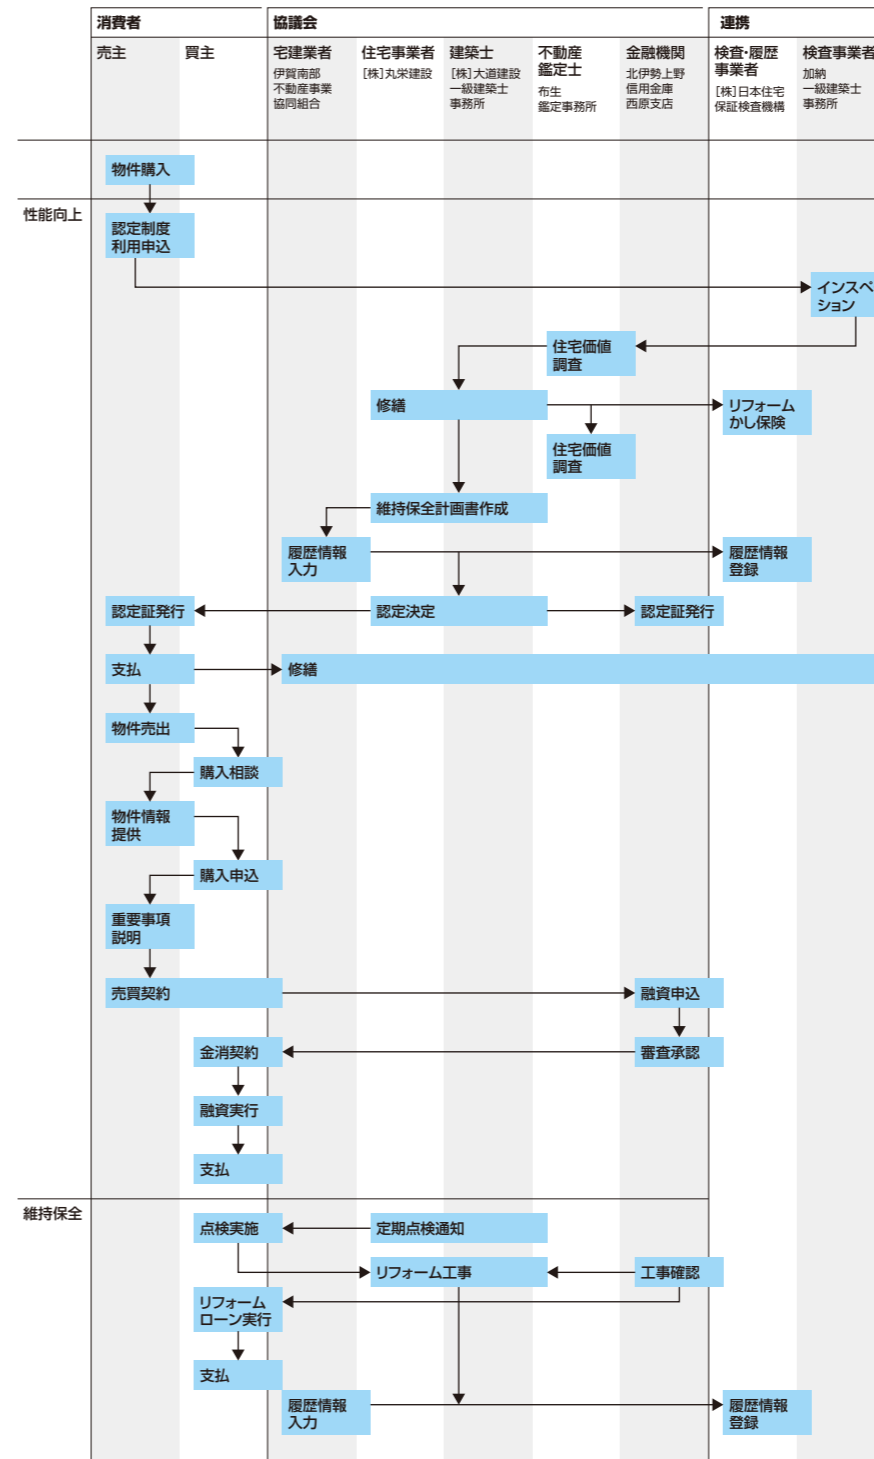 消費者
協議会
連携
売主
買主
宅建業者
伊賀南部
不動産事業
協同組合
住宅事業者
[株]丸栄建設
建築士
[株]大道建設
一級建築士
事務所
不動産
鑑定士
布生
鑑定事務所
金融機関
北伊勢上野
信用金庫
西原支店
検査・履歴
事業者
[株]日本住宅
保証検査機構
検査事業者
加納
一級建築士
事務所
物件購入
性能向上
認定制度
利用申込
インスペ
ション
住宅価値
調査
修繕
リフォーム
かし保険
住宅価値
調査
維持保全計画書作成
履歴情報
入力
履歴情報
登録
認定証発行
認定決定
認定証発行
支払
修繕
物件売出
購入相談
物件情報
提供
購入申込
重要事項
説明
売買契約
融資申込
金消契約
審査承認
融資実行
支払
維持保全
点検実施
定期点検通知
リフォーム工事
工事確認
リフォーム
ローン実行
支払
履歴情報
入力
履歴情報
登録